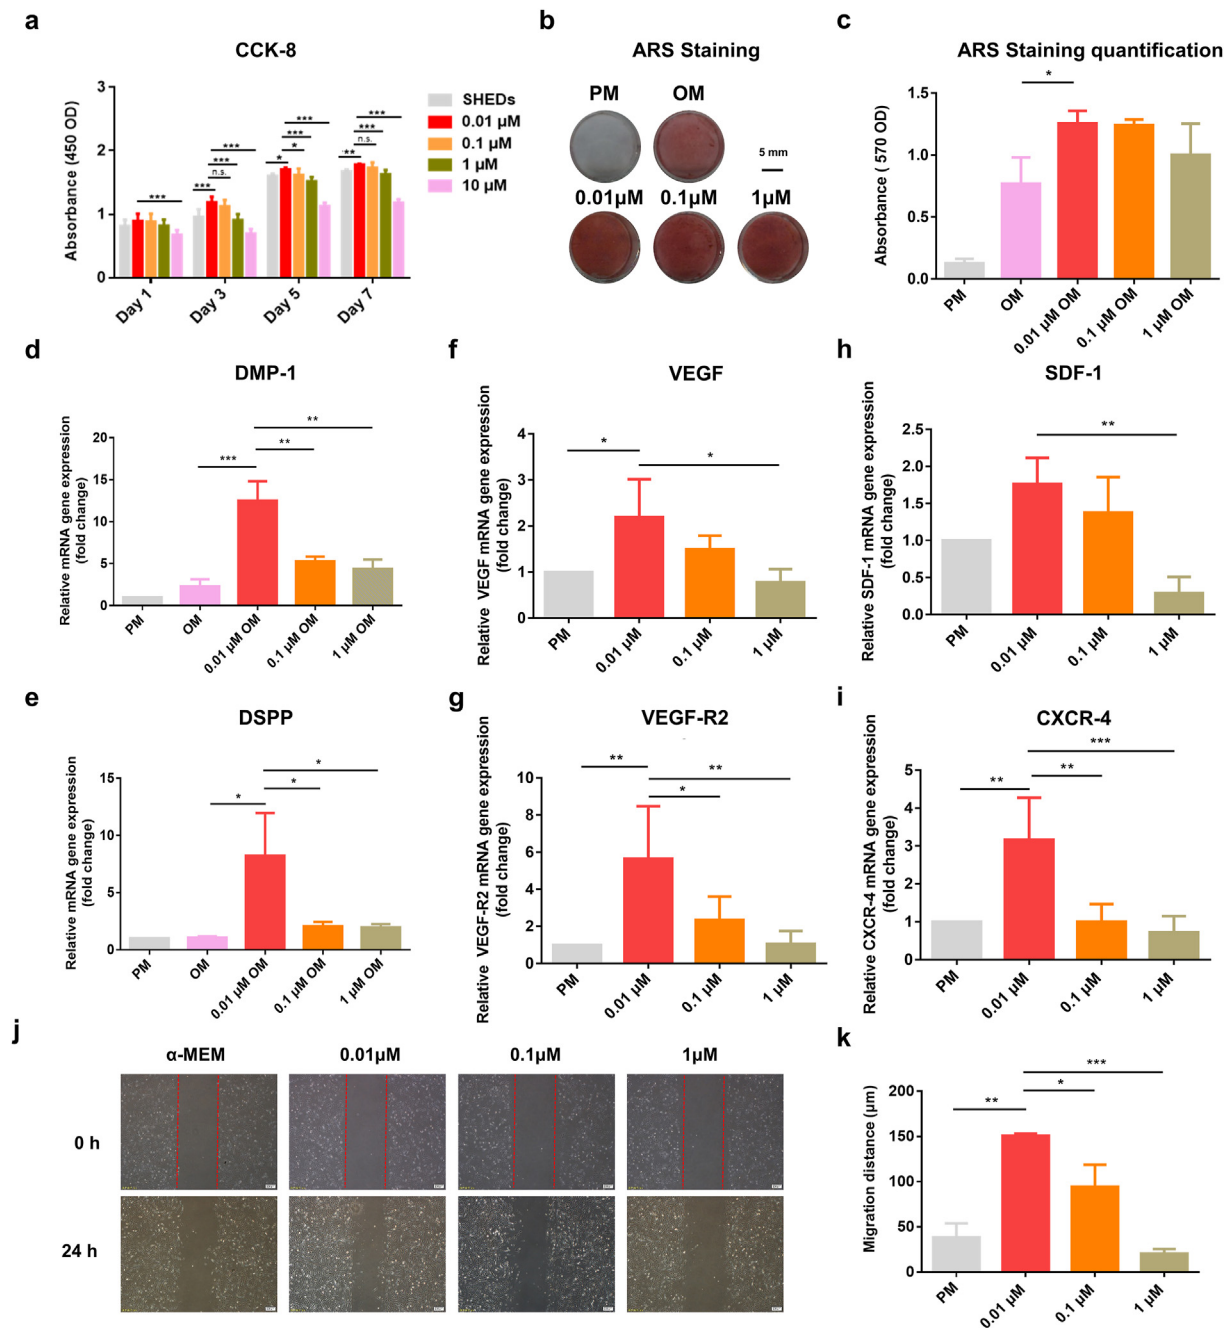 a
CCK-8
Absorbance (450 OD)
3
2
1
0
Day 1
Day 3
Day 5
Day 7
***
***
n.s.
***
***
*
*
***
***
**
n.s.
***
***
SHEDs
0.01 μM
0.1 μM
1 μM
10 μM
b
ARS Staining
PM
OM
5 mm
0.01μM
0.1μM
1μM
c
ARS Staining quantification
Absorbance ( 570 OD)
1.5
1.0
0.5
0.0
*
PM
OM
0.01 μM OM
0.1 μM OM
1 μM OM
d
DMP-1
Relative mRNA gene expression
(fold change)
20
15
10
5
0
***
**
**
PM
OM
0.01 μM OM
0.1 μM OM
1 μM OM
f
VEGF
Relative VEGF mRNA gene expression
(fold change)
4
3
2
1
0
*
*
PM
0.01 μM
0.1 μM
1 μM
h
SDF-1
Relative SDF-1 mRNA gene expression
(fold change)
2.5
2.0
1.5
1.0
0.5
0.0
**
PM
0.01 μM
0.1 μM
1 μM
e
DSPP
Relative mRNA gene expression
(fold change)
15
10
5
0
*
*
*
PM
OM
0.01 μM OM
0.1 μM OM
1 μM OM
g
VEGF-R2
Relative VEGF-R2 mRNA gene expression
(fold change)
10
8
6
4
2
0
**
**
*
PM
0.01 μM
0.1 μM
1 μM
i
CXCR-4
Relative CXCR-4 mRNA gene expression
(fold change)
5
4
3
2
1
0
**
***
**
PM
0.01 μM
0.1 μM
1 μM
j
α-MEM
0.01μM
0.1μM
1μM
0 h
24 h
k
Migration distance (μm)
200
150
100
50
0
**
***
*
PM
0.01 μM
0.1 μM
1 μM